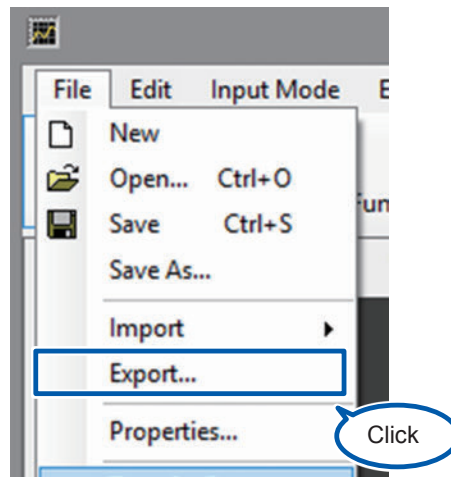 File Edit Input Mode
New
Open... Ctrl+O
Save Ctrl+S
Save As...
Import
Export...
Properties...
Click